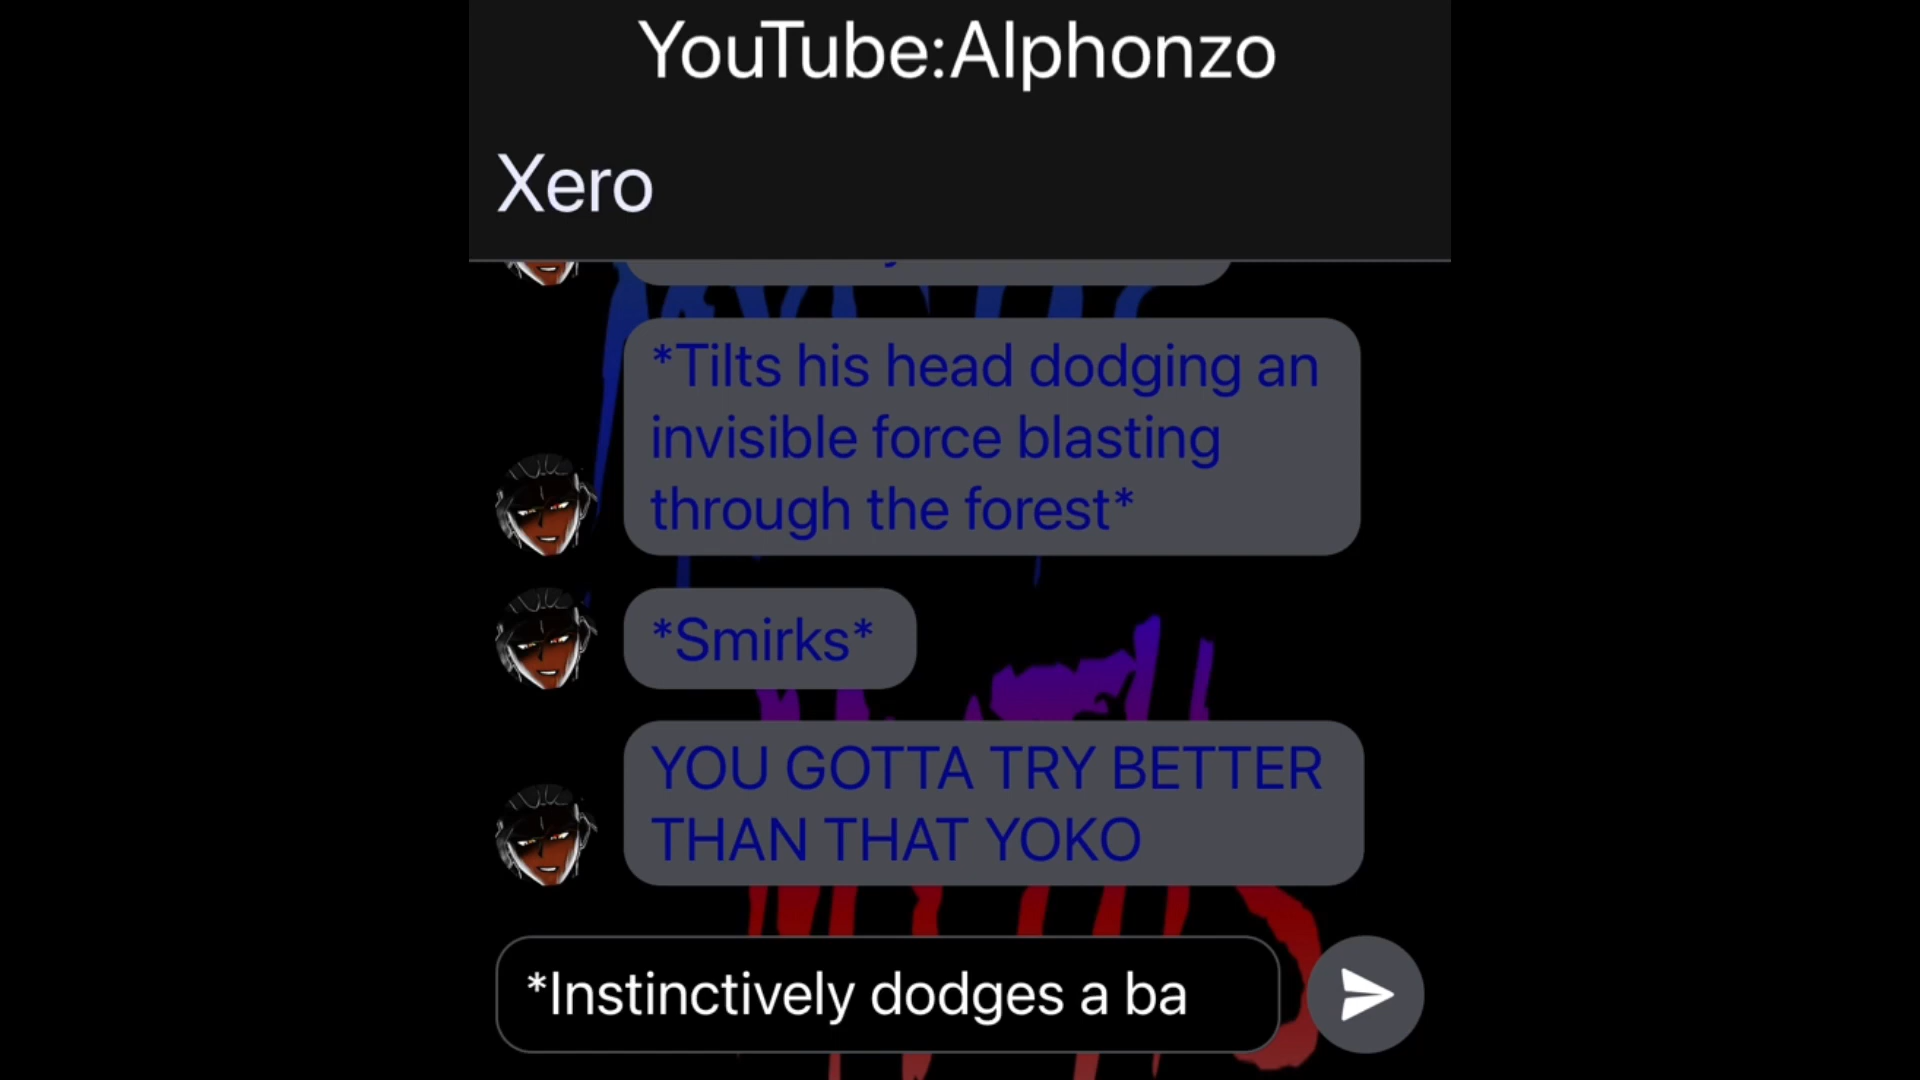 YouTube:Alphonzo
Xero
*Tilts his head dodging an
invisible force blasting
through the forest*
*Smirks*
YOU GOTTA TRY BETTER
THAN THAT YOKO
*Instinctively dodges a ba